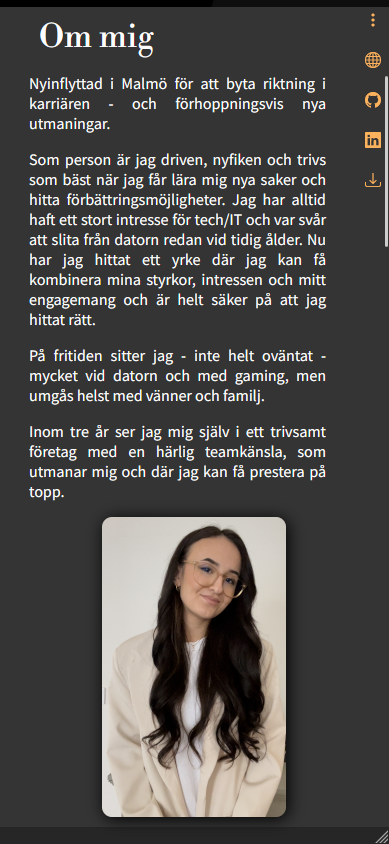 Om mig
Nyinflyttad i Malmö för att byta riktning i
karriären - och förhoppningsvis nya
utmaningar.
Som person är jag driven, nyfiken och trivs
som bäst när jag får lära mig nya saker och
hitta förbättringsmöjligheter. Jag har alltid
haft ett stort intresse för tech/IT och var svår
att slita från datorn redan vid tidig ålder. Nu
har jag hittat ett yrke där jag kan få
kombinera mina styrkor, intressen och mitt
engagemang och är helt säker på att jag
hittat rätt.
På fritiden sitter jag - inte helt oväntat -
mycket vid datorn och med gaming, men
umgås helst med vänner och familj.
Inom tre år ser jag mig själv i ett trivsamt
företag med en härlig teamkänsla, som
utmanar mig och där jag kan få prestera på
topp.